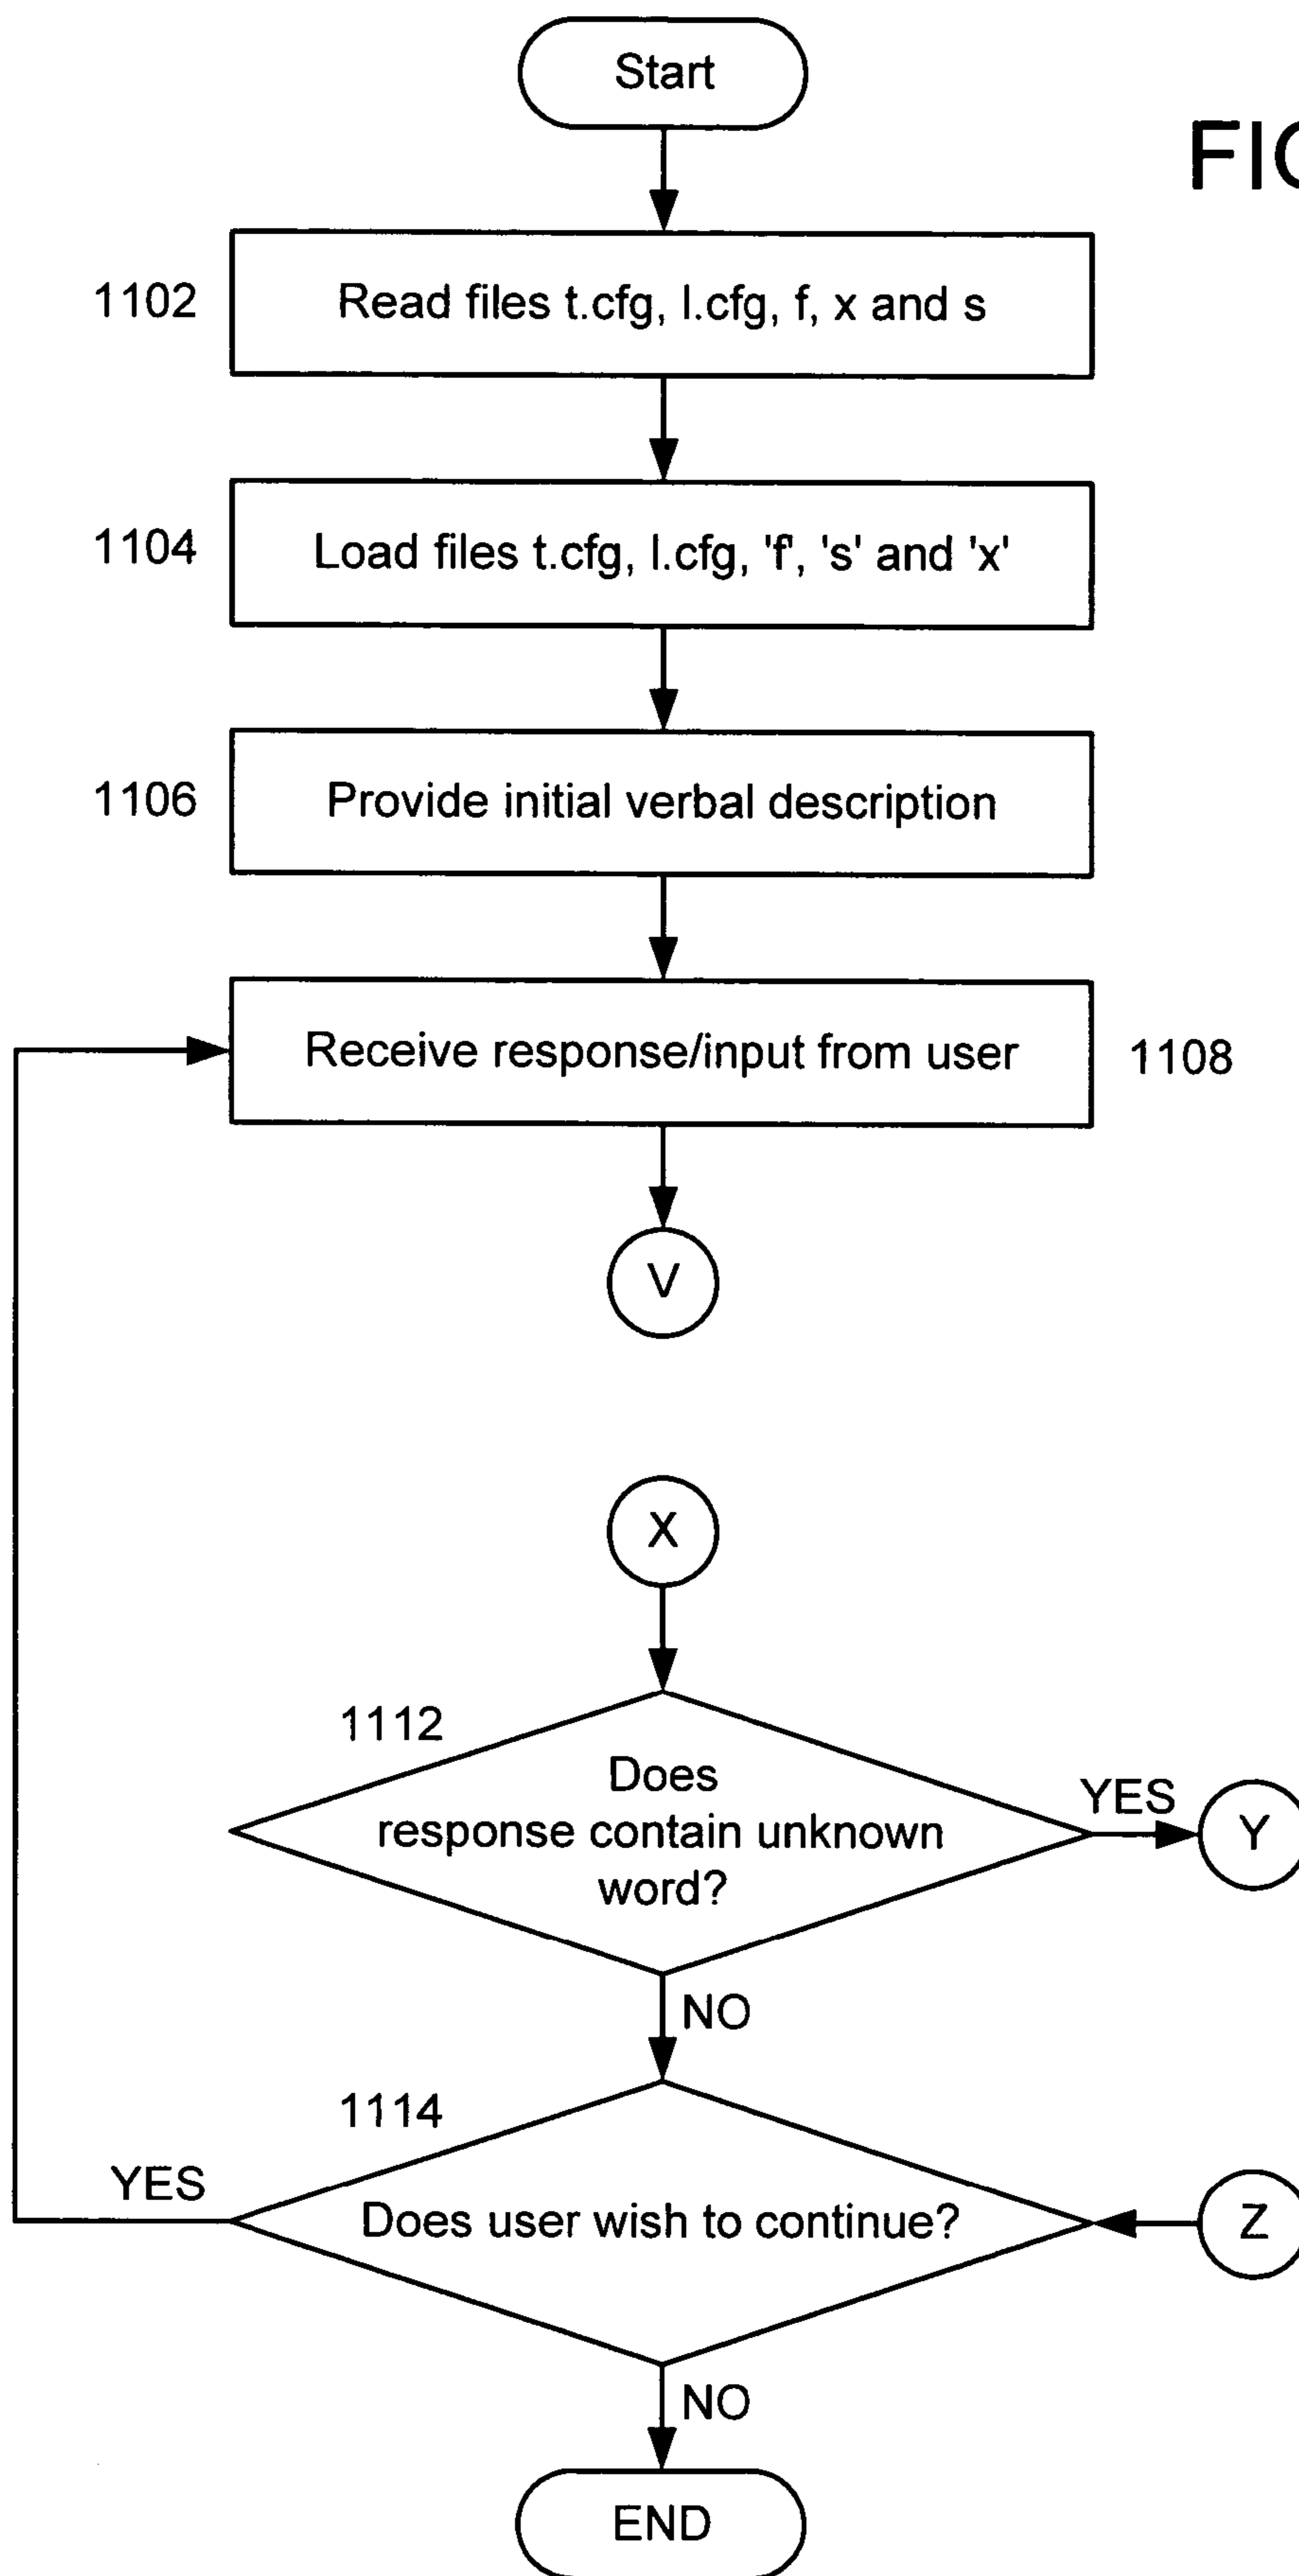 Start
FIG
1102
Read files t.cfg, l.cfg, f, x and s
1104
Load files t.cfg, l.cfg, 'f', 's' and 'x'
1106
Provide initial verbal description
Receive response/input from user
1108
V
X
1112
Does
response contain unknown
word?
YES
Y
NO
1114
YES
Does user wish to continue?
Z
NO
END